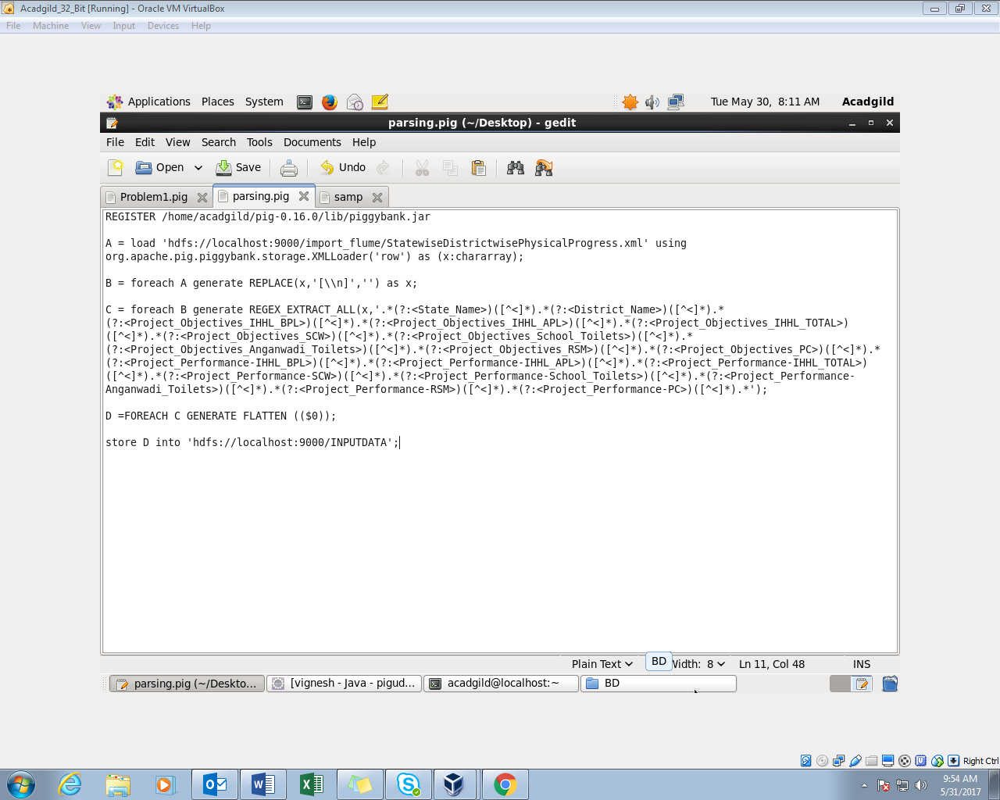 Acadgild_32_Bit [Running] - Oracle VM VirtualBox
File Machine View Input Devices Help
Applications Places System Tue May 30, 8:11 AM Acadgild
parsing.pig (~/Desktop) - gedit
File Edit View Search Tools Documents Help
Open Save Undo
Problem1.pig parsing.pig samp
REGISTER /home/acadgild/pig-0.16.0/lib/piggybank.jar
A = load 'hdfs://localhost:9000/import_flume/StatewiseDistrictwisePhysicalProgress.xml' using
org.apache.pig.piggybank.storage.XMLLoader('row') as (x:chararray);
B = foreach A generate REPLACE(x,'[\\n]','') as x;
C = foreach B generate REGEX_EXTRACT_ALL(x,'.*(?:<State_Name>)([^<]*).*(?:<District_Name>)([^<]*).*
(?:<Project_Objectives_IHHL_BPL>)([^<]*).*(?:<Project_Objectives_IHHL_APL>)([^<]*).*(?:<Project_Objectives_IHHL_TOTAL>)
([^<]*).*(?:<Project_Objectives_SCW>)([^<]*).*(?:<Project_Objectives_School_Toilets>)([^<]*).*
(?:<Project_Objectives_Anganwadi_Toilets>)([^<]*).*(?:<Project_Objectives_RSM>)([^<]*).*(?:<Project_Objectives_PC>)([^<]*).*
(?:<Project_Performance-IHHL_BPL>)([^<]*).*(?:<Project_Performance-IHHL_APL>)([^<]*).*(?:<Project_Performance-IHHL_TOTAL>)
([^<]*).*(?:<Project_Performance-SCW>)([^<]*).*(?:<Project_Performance-School_Toilets>)([^<]*).*(?:<Project_Performance-
Anganwadi_Toilets>)([^<]*).*(?:<Project_Performance-RSM>)([^<]*).*(?:<Project_Performance-PC>)([^<]*).*');
D =FOREACH C GENERATE FLATTEN (($0));
store D into 'hdfs://localhost:9000/INPUTDATA';
Plain Text BD Width: 8 Ln 11, Col 48 INS
parsing.pig (~/Deskto... [vignesh - Java - pigud... acadgild@localhost:~ BD
Right Ctrl
9:54 AM
5/31/2017